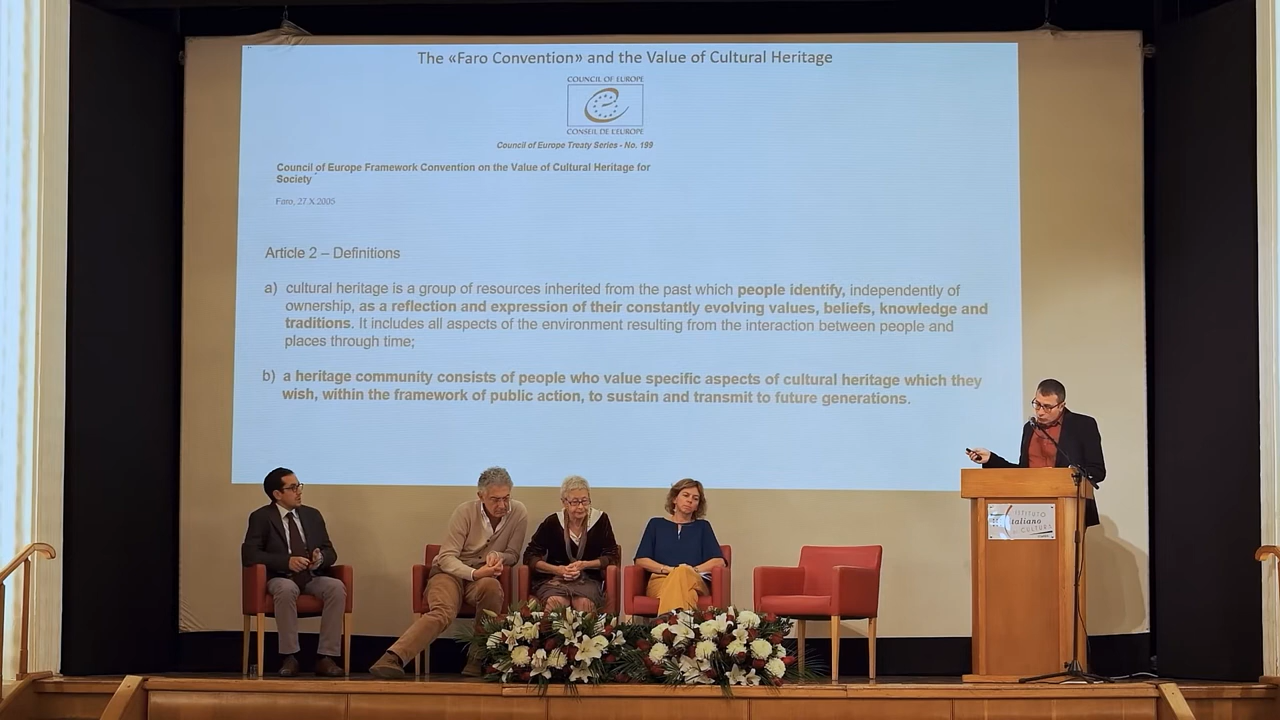 The «Faro Convention» and the Value of Cultural Heritage
COUNCIL OF EUROPE
CONSEIL DE L'EUROPE
Council of Europe Treaty Series - No. 199
Council of Europe Framework Convention on the Value of Cultural Heritage for
Society
Faro, 27.X.2005
Article 2 – Definitions
a) cultural heritage is a group of resources inherited from the past which people identify, independently of
ownership, as a reflection and expression of their constantly evolving values, beliefs, knowledge and
traditions. It includes all aspects of the environment resulting from the interaction between people and
places through time;
b) a heritage community consists of people who value specific aspects of cultural heritage which they
wish, within the framework of public action, to sustain and transmit to future generations.
ISTITUTO
italiano
CULTURA